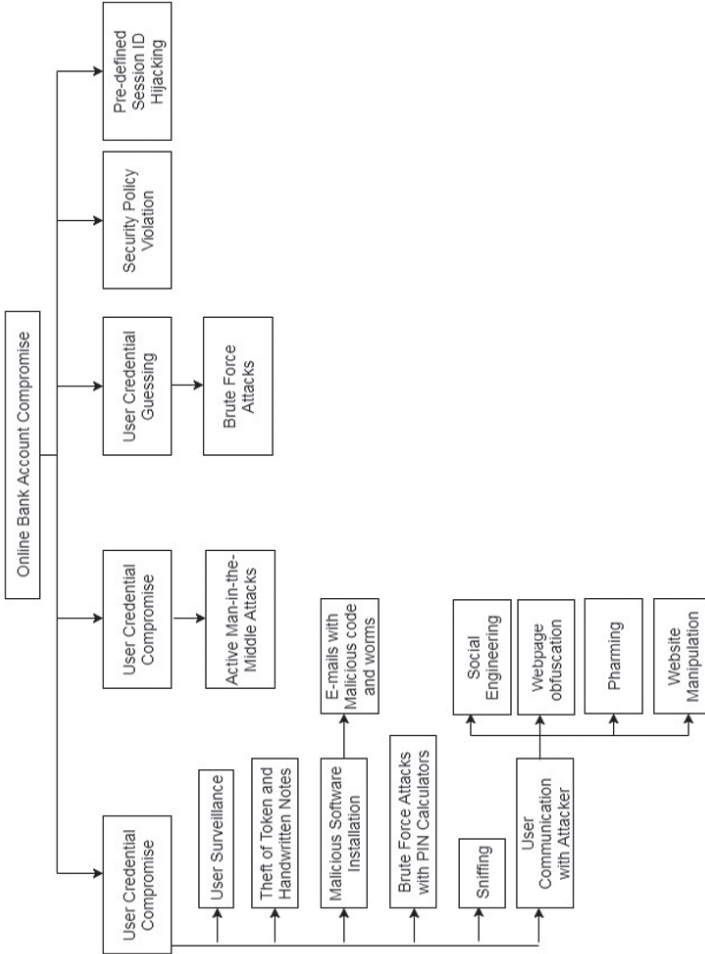 Online Bank Account Compromise
User Credential
Compromise
User Credential
Compromise
User Credential
Guessing
Security Policy
Violation
Pre-defined
Session ID
Hijacking
User Surveillance
Theft of Token and
Handwritten Notes
Malicious Software
Installation
E-mails with
Malicious code
and worms
Brute Force Attacks
with PIN Calculators
Sniffing
User
Communication
with Attacker
Social
Engineering
Webpage
obfuscation
Pharming
Website
Manipulation
Active Man-in-the-
Middle Attacks
Brute Force
Attacks